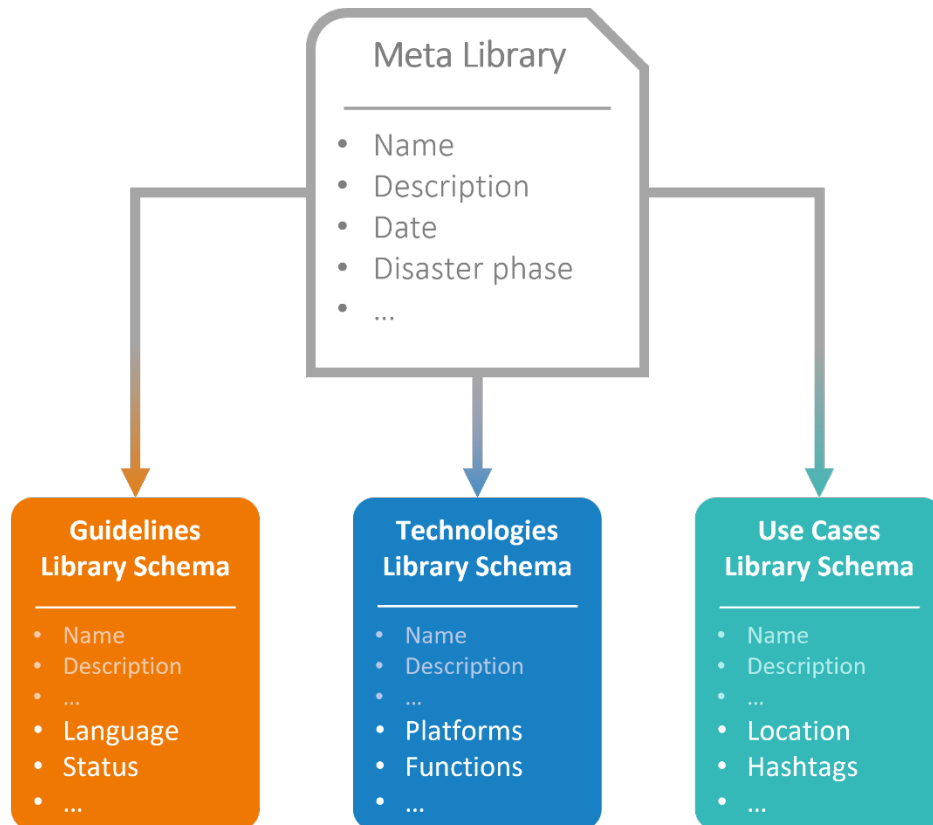 Meta Library
• Name
• Description
• Date
• Disaster phase
• ...
Guidelines
Library Schema
• Name
• Description
• ...
• Language
• Status
• ...
Technologies
Library Schema
• Name
• Description
• ...
• Platforms
• Functions
• ...
Use Cases
Library Schema
• Name
• Description
• ...
• Location
• Hashtags
• ...